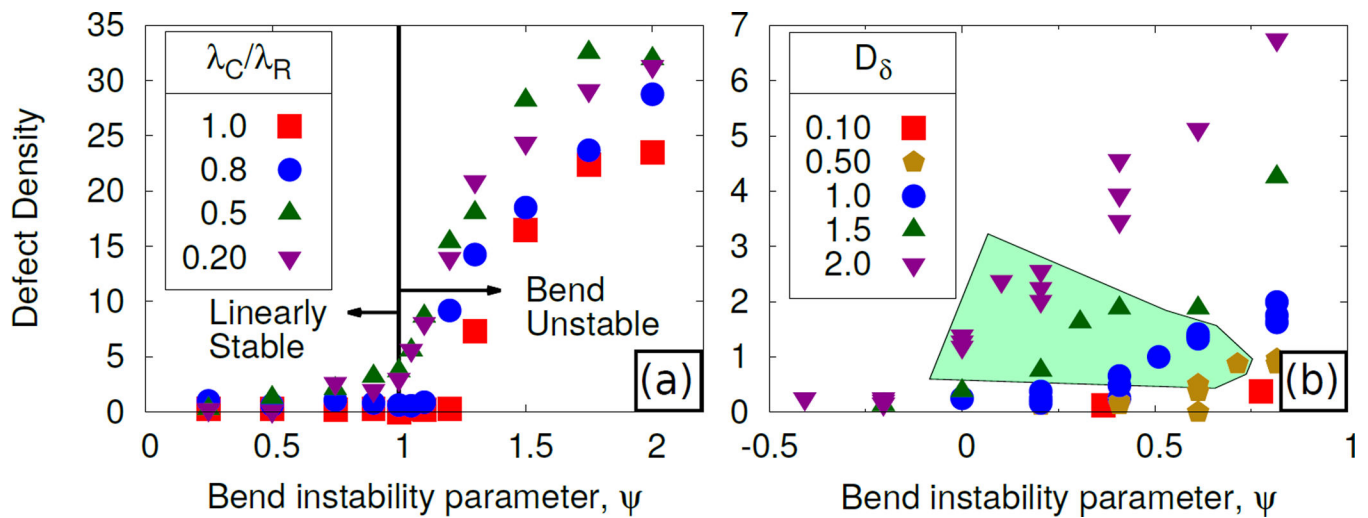 Defect Density
35
30
25
20
15
10
5
0
λC/λR
1.0
0.8
0.5
0.20
Linearly
Stable
Bend
Unstable
(a)
0 0.5 1 1.5 2
Bend instability parameter, ψ
7
6
5
4
3
2
1
0
Dδ
0.10
0.50
1.0
1.5
2.0
(b)
-0.5 0 0.5 1
Bend instability parameter, ψ